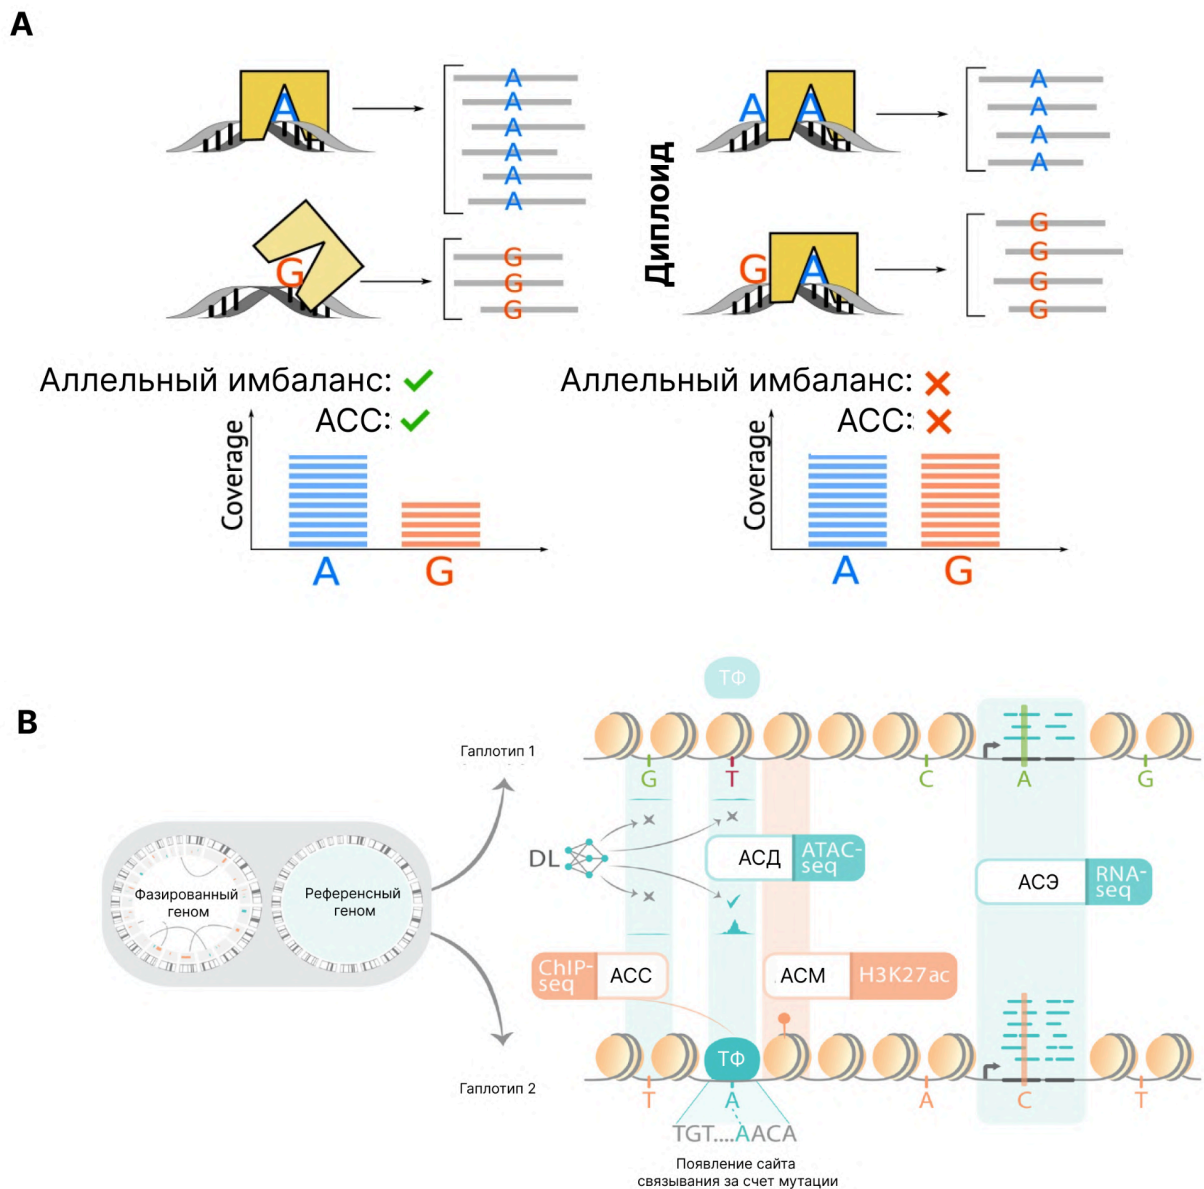 A
A
A
A
A
A
A
A
G
G
G
G
Диплоид
A
A
A
A
A
A
G
A
G
G
G
G
Аллельный имбаланс:
АСС:
Coverage
A
G
Аллельный имбаланс:
АСС:
Coverage
A
G
B
ТФ
Гаплотип 1
G
T
C
A
G
DL
АСД
ATAC-
seq
АСЭ
RNA-
seq
Фазированный
геном
Референсный
геном
ChIP-
seq
АСС
АСМ
H3K27ac
ТФ
Гаплотип 2
T
A
A
C
T
TGT....AACA
Появление сайта
связывания за счет мутации